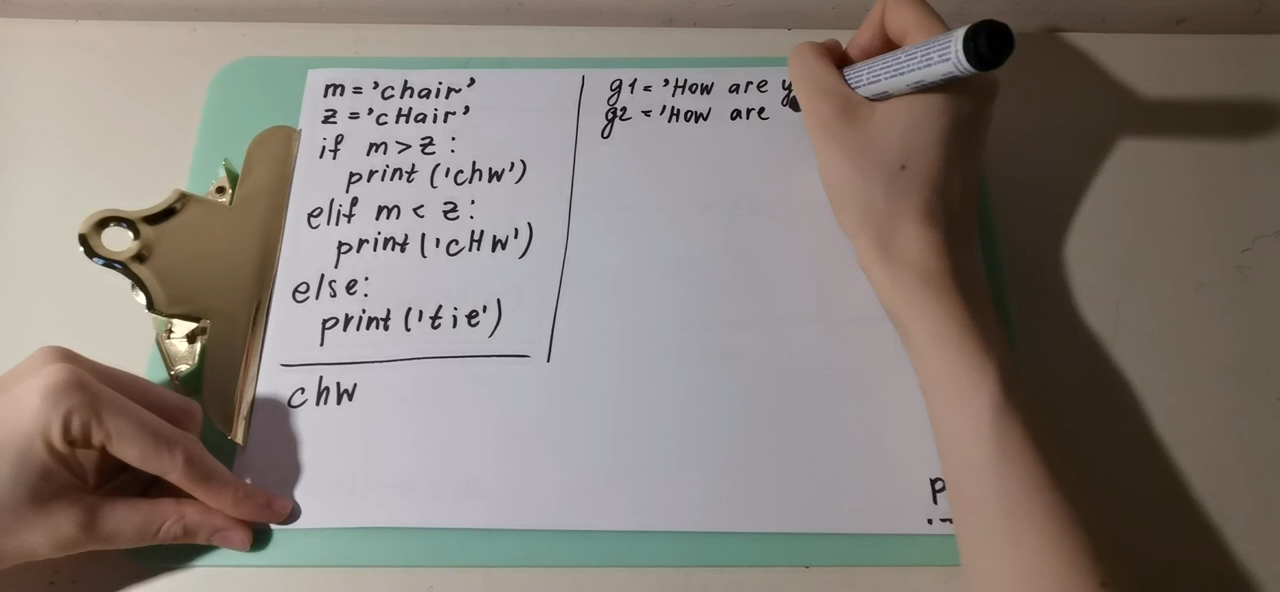 m = 'chair'
z = 'cHair'
if m > z :
print ('chw')
elif m < z :
print ('cHw')
else:
print ('tie')
chw
g1 = 'How are y
g2 = 'How are
p